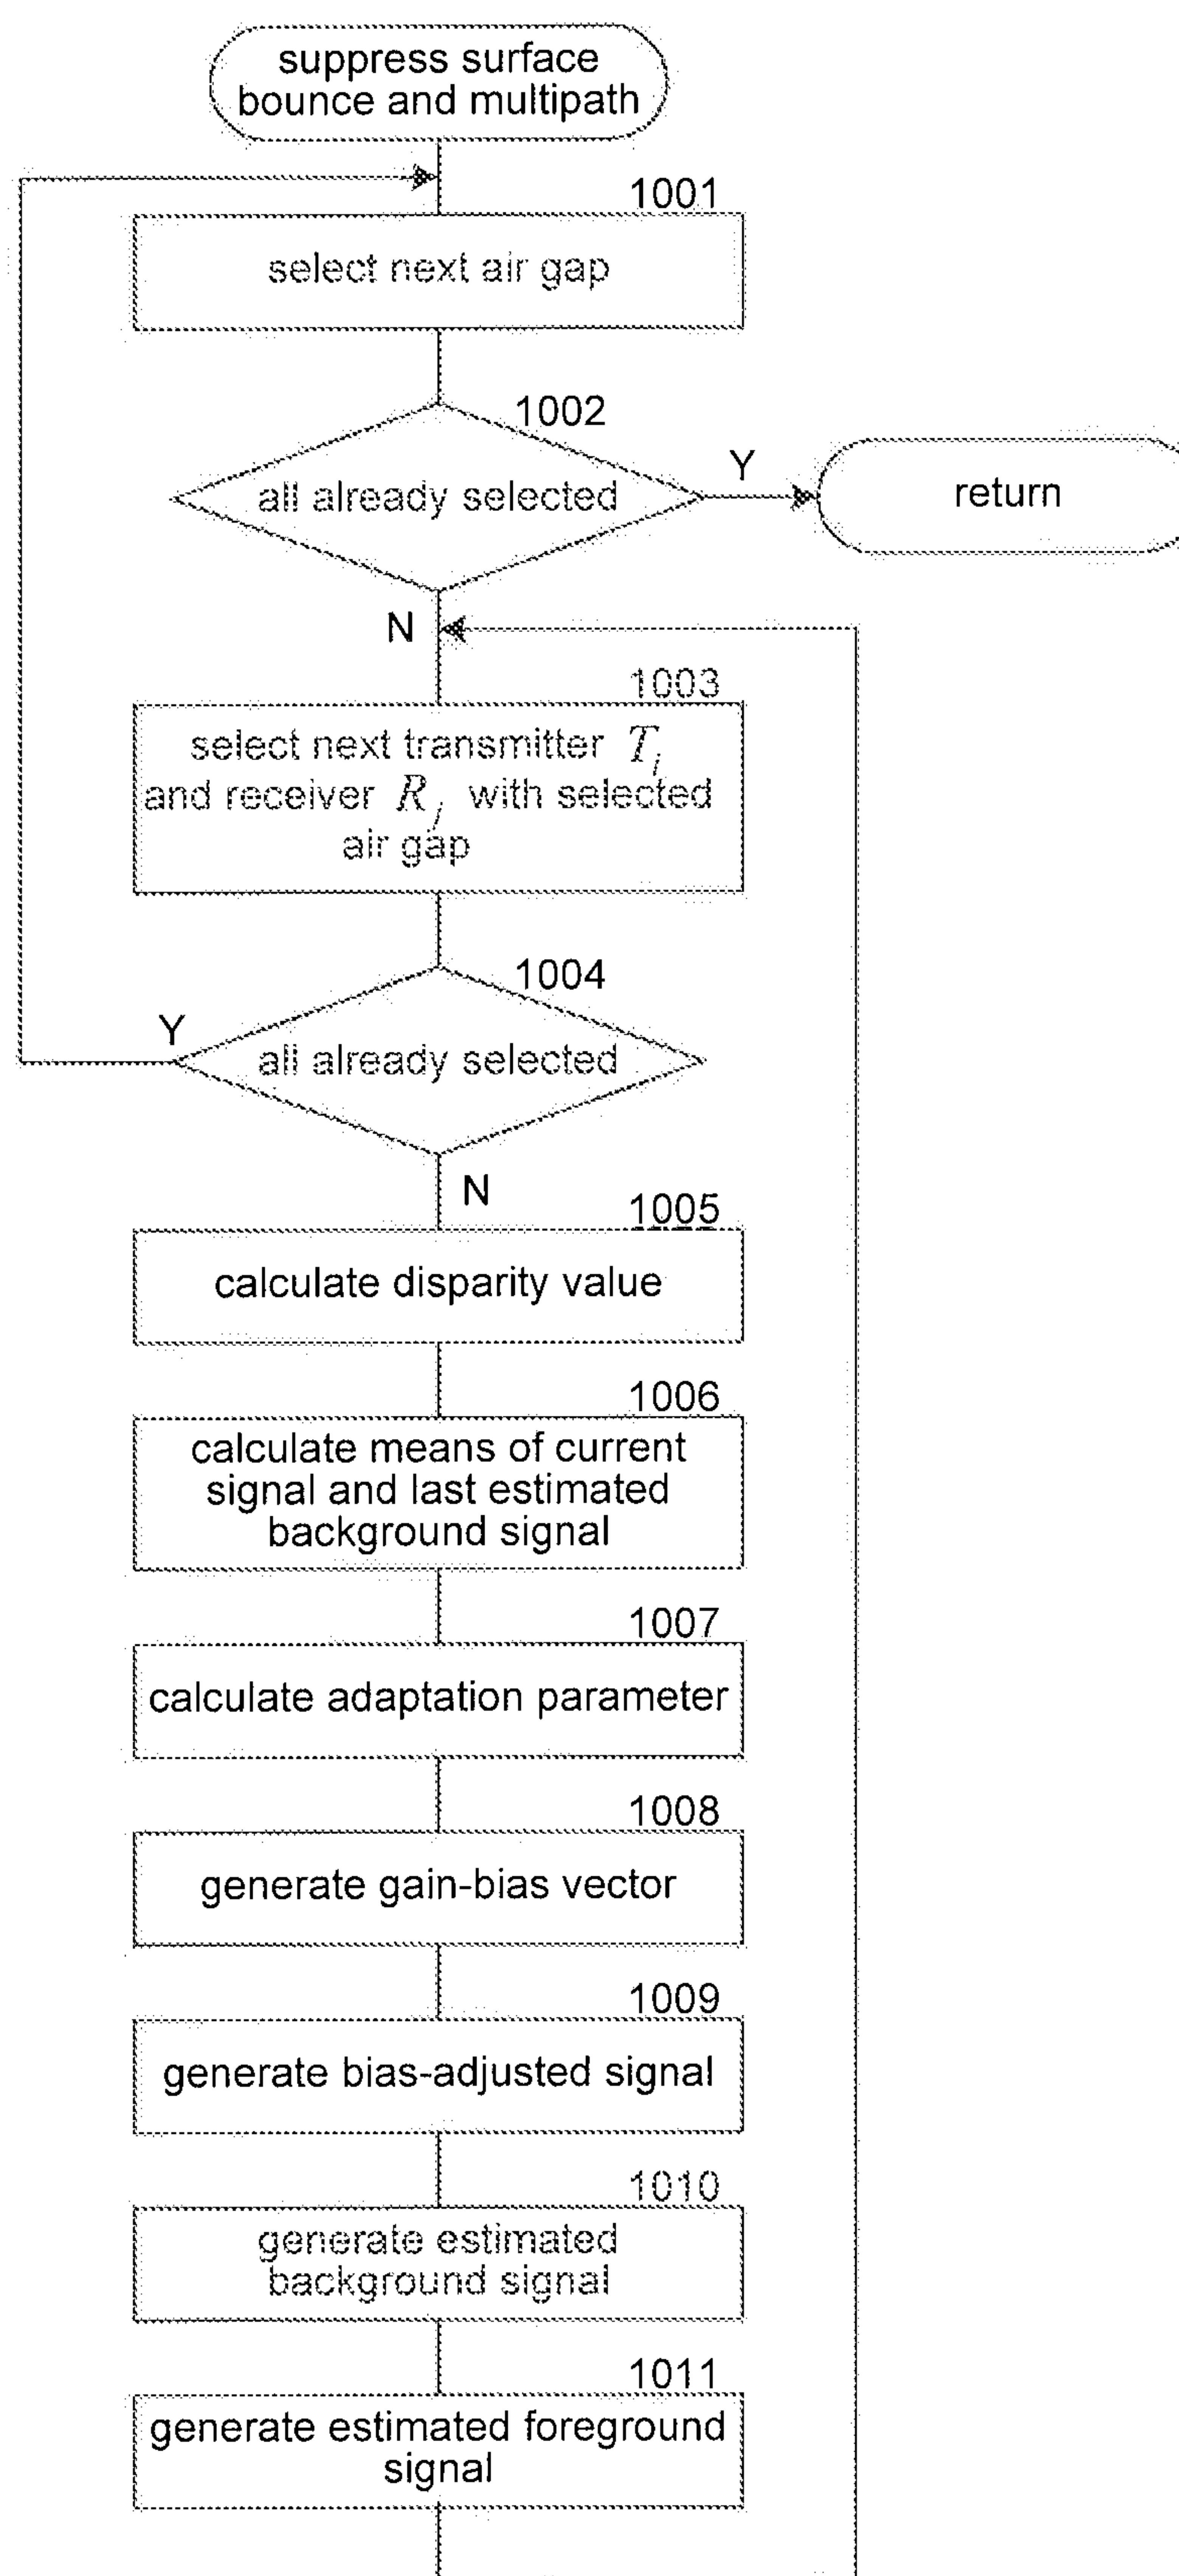 suppress surface
bounce and multipath
1001
select next air gap
1002
all already selected
Y
return
N
1003
select next transmitter T_i
and receiver R_j with selected
air gap
1004
Y
all already selected
N
1005
calculate disparity value
1006
calculate means of current
signal and last estimated
background signal
1007
calculate adaptation parameter
1008
generate gain-bias vector
1009
generate bias-adjusted signal
1010
generate estimated
background signal
1011
generate estimated foreground
signal